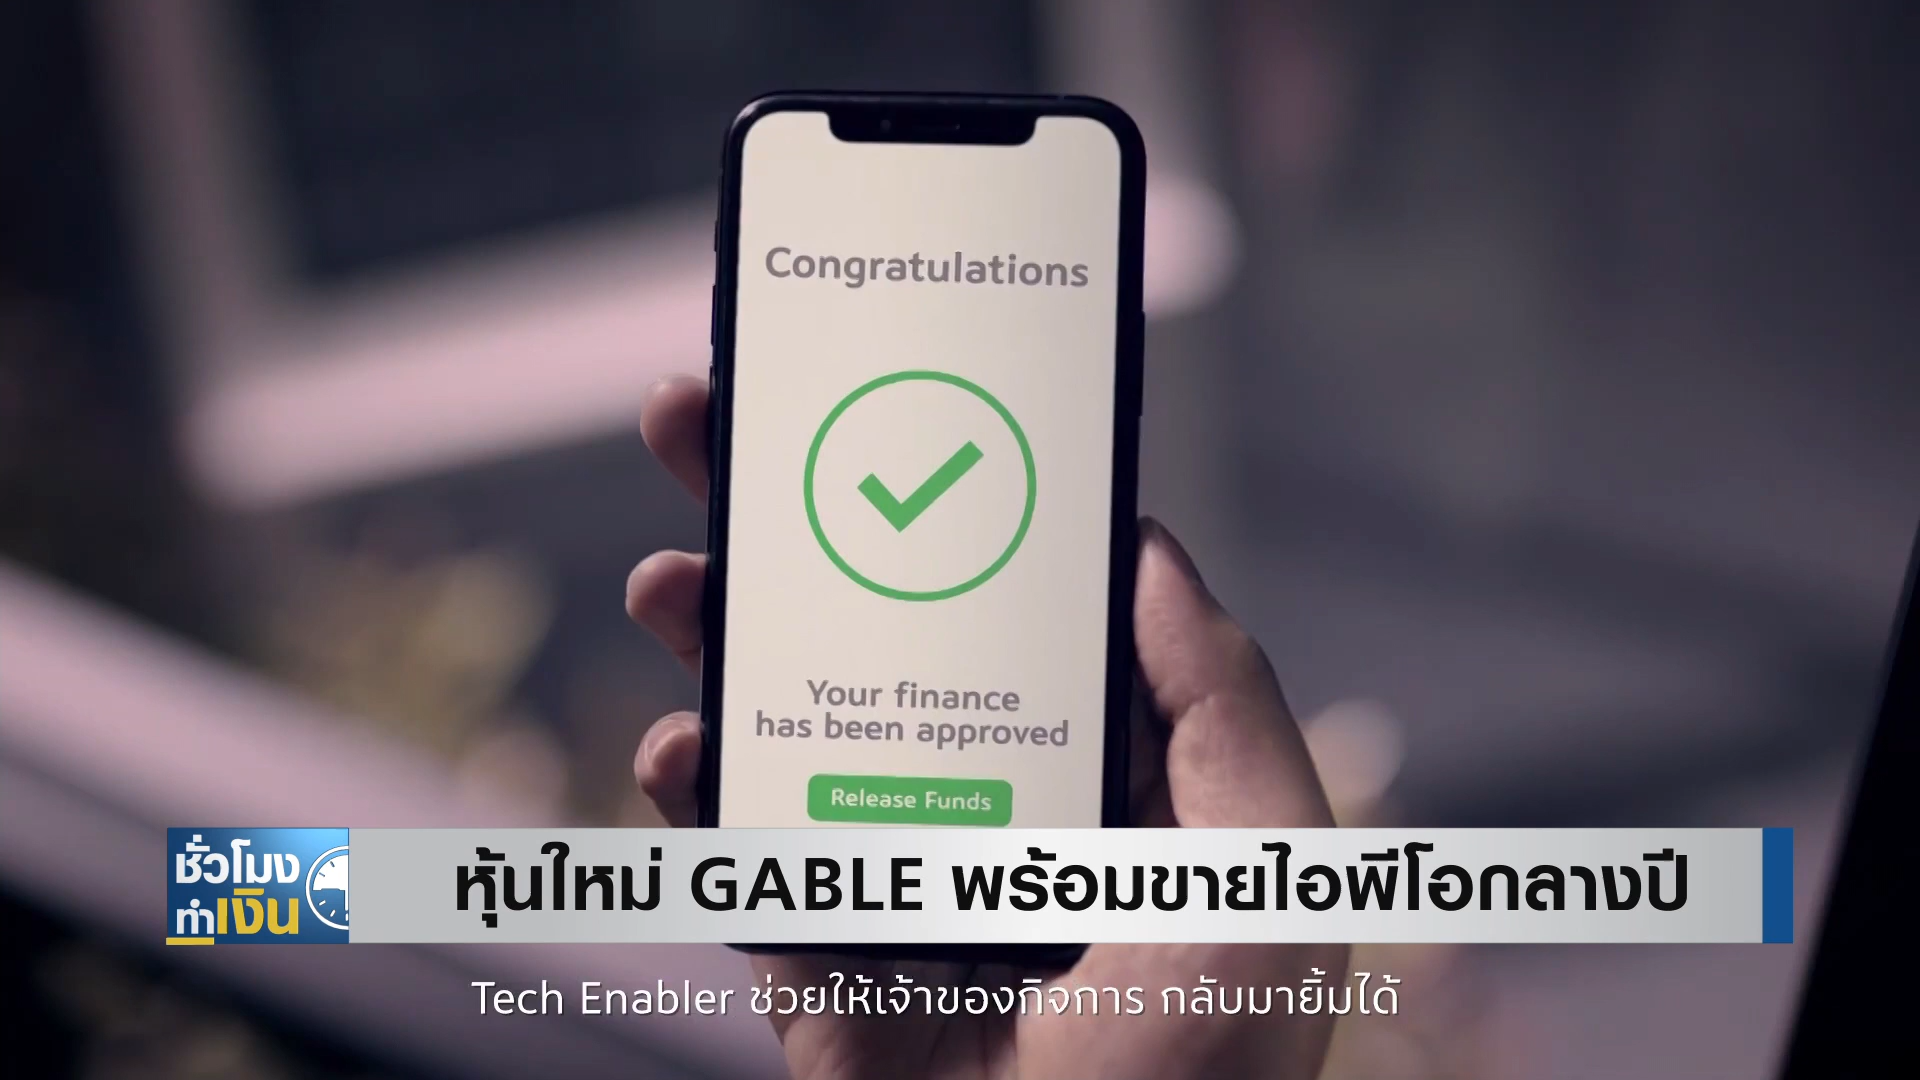 Congratulations
Your finance
has been approved
Release Funds
ชั่วโมง
ทำเงิน
หุ้นใหม่ GABLE พร้อมขายไอพีโอกลางปี
Tech Enabler ช่วยให้เจ้าของกิจการ กลับมายิ้มได้